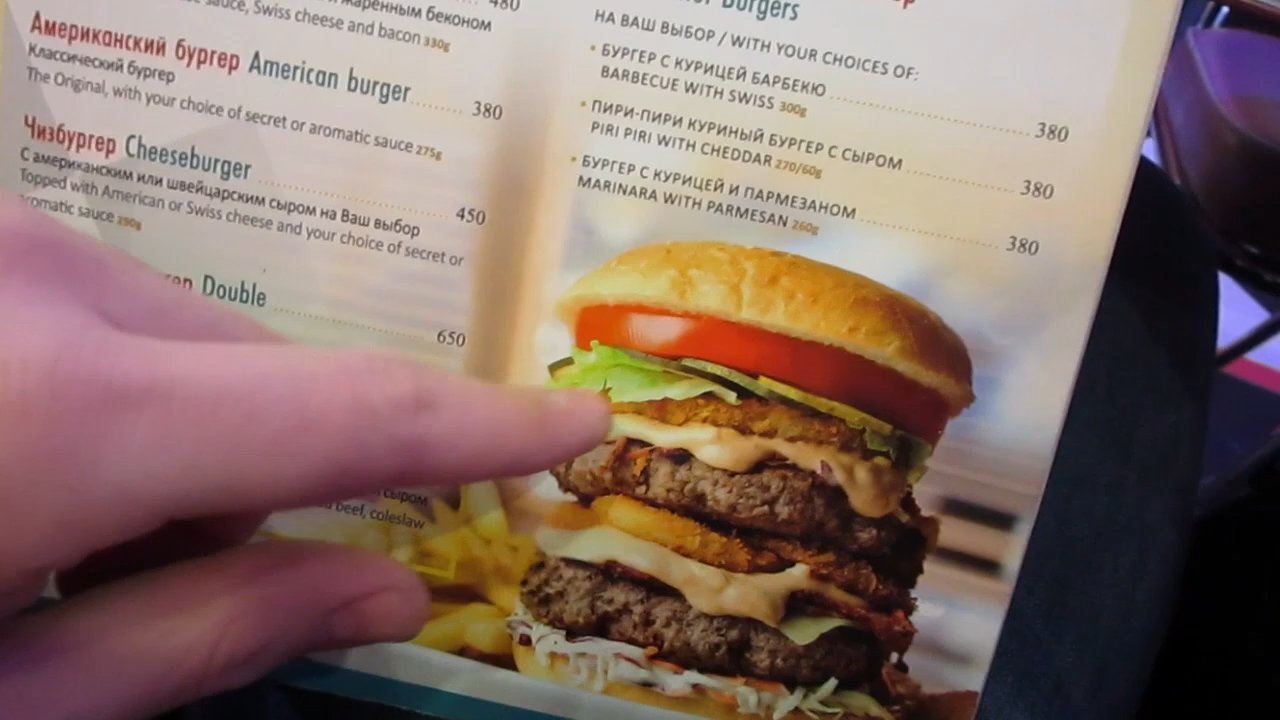 жаренным беконом 480
sauce, Swiss cheese and bacon 330g
Американский бургер American burger 380
Классический бургер
The Original, with your choice of secret or aromatic sauce 275g
Чизбургер Cheeseburger 450
С американским или швейцарским сыром на Ваш выбор
Topped with American or Swiss cheese and your choice of secret or
aromatic sauce 290g
Double 650
сыром
beef, coleslaw
Burgers
НА ВАШ ВЫБОР / WITH YOUR CHOICES OF:
• БУРГЕР С КУРИЦЕЙ БАРБЕКЮ 380
BARBECUE WITH SWISS 300g
• ПИРИ-ПИРИ КУРИНЫЙ БУРГЕР С СЫРОМ 380
PIRI PIRI WITH CHEDDAR 270/60g
• БУРГЕР С КУРИЦЕЙ И ПАРМЕЗАНОМ 380
MARINARA WITH PARMESAN 260g